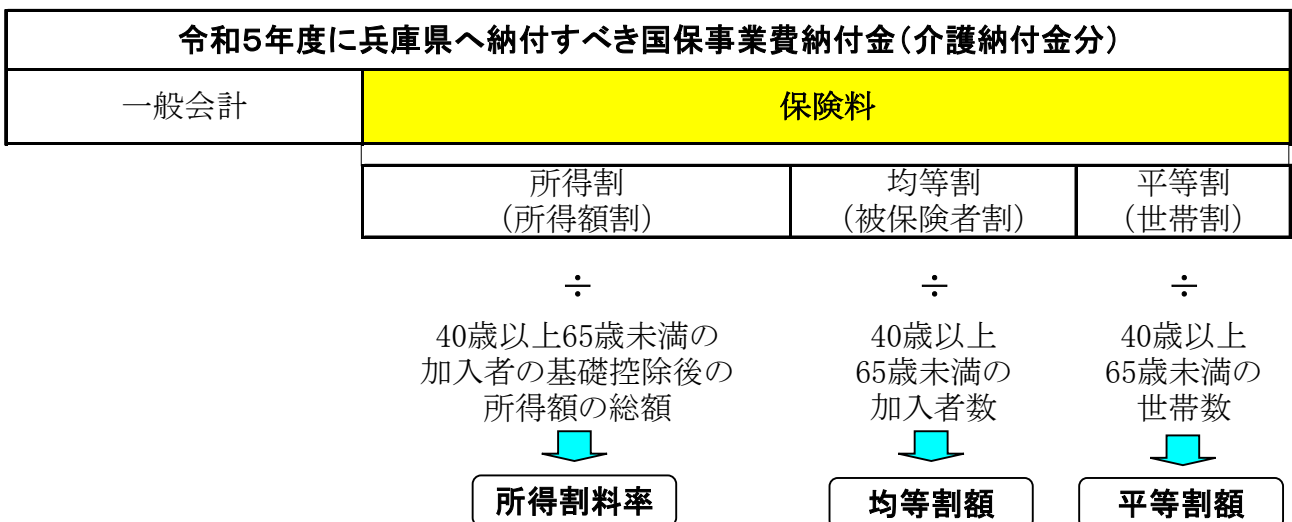 令和5年度に兵庫県へ納付すべき国保事業費納付金(介護納付金分)
一般会計
保険料
所得割
(所得額割)
均等割
(被保険者割)
平等割
(世帯割)
÷
÷
÷
40歳以上65歳未満の
加入者の基礎控除後の
所得額の総額
40歳以上
65歳未満の
加入者数
40歳以上
65歳未満の
世帯数
所得割料率
均等割額
平等割額